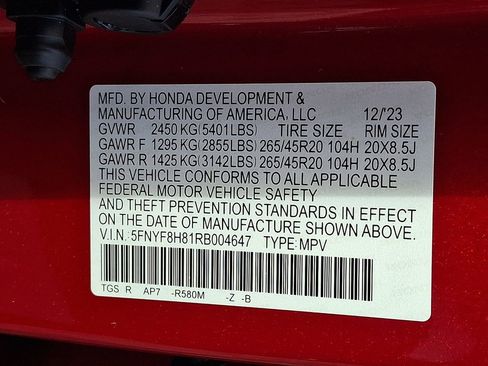 MFD. BY HONDA DEVELOPMENT &
MANUFACTURING OF AMERICA, LLC 12/'23
GVWR 2450 KG(5401LBS) TIRE SIZE RIM SIZE
GAWR F 1295 KG(2855LBS) 265/45R20 104H 20X8.5J
GAWR R 1425 KG(3142LBS) 265/45R20 104H 20X8.5J
THIS VEHICLE CONFORMS TO ALL APPLICABLE
FEDERAL MOTOR VEHICLE SAFETY
AND THEFT PREVENTION STANDARDS IN EFFECT
ON THE DATE OF MANUFACTURE SHOWN ABOVE.
V.I.N.: 5FNYF8H81RB004647 TYPE: MPV
TGS R AP7 -R580M -Z -B